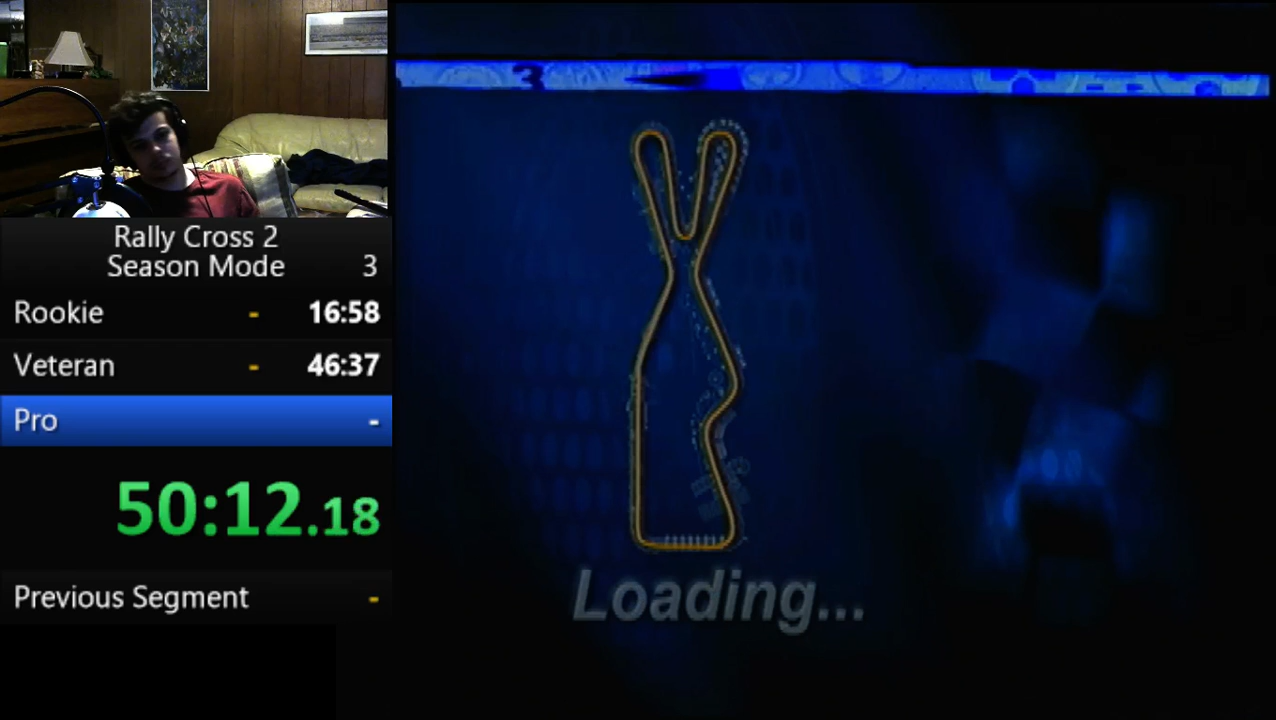 Rally Cross 2
Season Mode 3
Rookie - 16:58
Veteran - 46:37
Pro -
50:12.18
Previous Segment -
3
Loading...